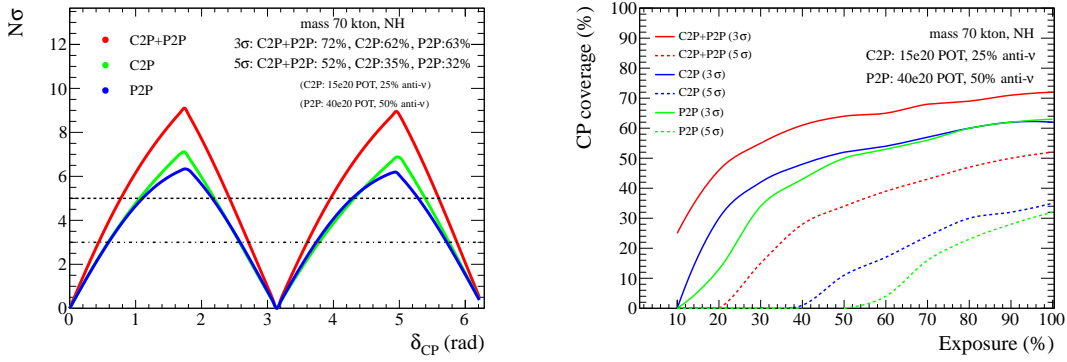 Nσ
12
10
8
6
4
2
0
0
1
2
3
4
5
6
δCP (rad)
mass 70 kton, NH
3σ: C2P+P2P: 72%, C2P:62%, P2P:63%
5σ: C2P+P2P: 52%, C2P:35%, P2P:32%
(C2P: 15e20 POT, 25% anti-ν)
(P2P: 40e20 POT, 50% anti-ν)
C2P+P2P
C2P
P2P
CP coverage (%)
100
90
80
70
60
50
40
30
20
10
0
10 20 30 40 50 60 70 80 90 100
Exposure (%)
mass 70 kton, NH
C2P: 15e20 POT, 25% anti-ν
P2P: 40e20 POT, 50% anti-ν
C2P+P2P (3σ)
C2P+P2P (5σ)
C2P (3σ)
C2P (5σ)
P2P (3σ)
P2P (5σ)